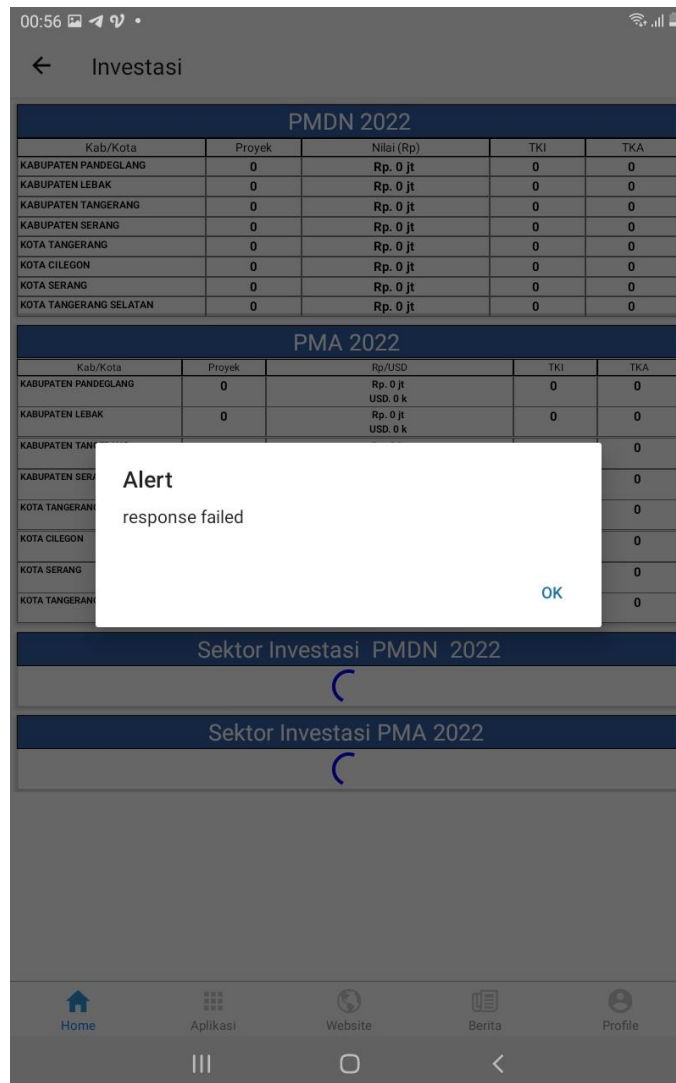 00:56
Investasi
PMDN 2022
Kab/Kota Proyek Nilai (Rp) TKI TKA
KABUPATEN PANDEGLANG 0 Rp. 0 jt 0 0
KABUPATEN LEBAK 0 Rp. 0 jt 0 0
KABUPATEN TANGERANG 0 Rp. 0 jt 0 0
KABUPATEN SERANG 0 Rp. 0 jt 0 0
KOTA TANGERANG 0 Rp. 0 jt 0 0
KOTA CILEGON 0 Rp. 0 jt 0 0
KOTA SERANG 0 Rp. 0 jt 0 0
KOTA TANGERANG SELATAN 0 Rp. 0 jt 0 0
PMA 2022
Kab/Kota Proyek Rp/USD TKI TKA
KABUPATEN PANDEGLANG 0 Rp. 0 jt 0 0
USD. 0 k
KABUPATEN LEBAK 0 Rp. 0 jt 0 0
USD. 0 k
KABUPATEN 0
KABUPATEN 0
KOTA 0
KOTA CILEGON 0
KOTA SERANG 0
KOTA 0
Alert
response failed
OK
Sektor Investasi PMDN 2022
Sektor Investasi PMA 2022
Home Aplikasi Website Berita Profile